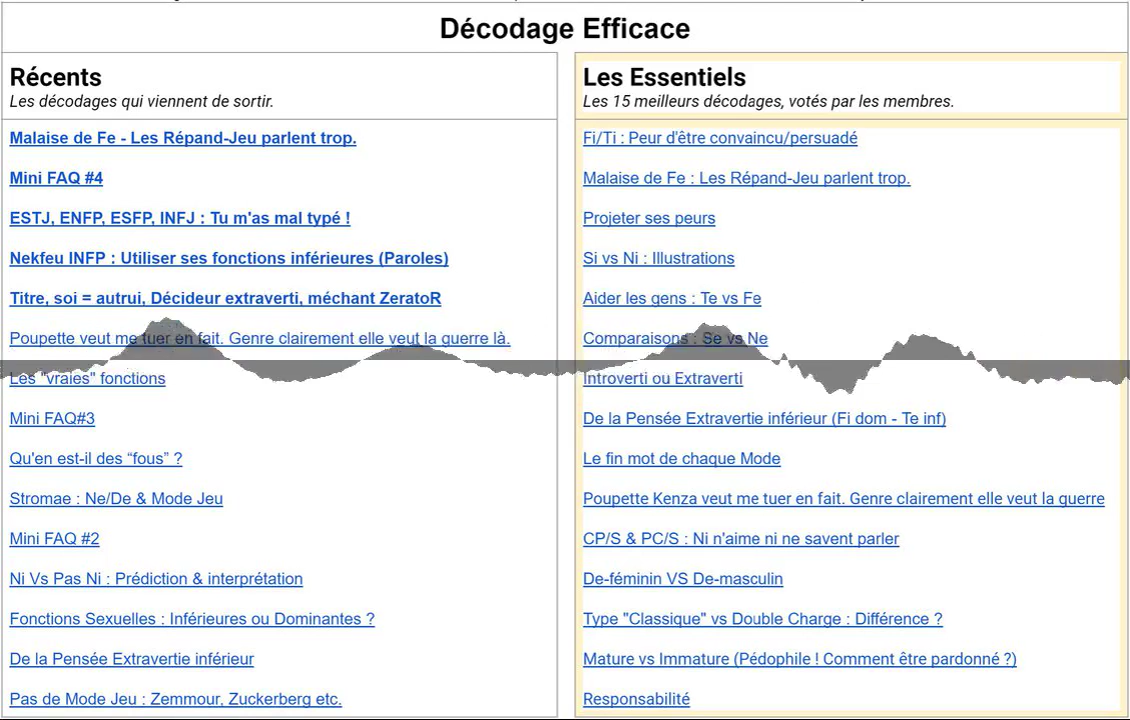 Décodage Efficace
Récents
Les décodages qui viennent de sortir.
Malaise de Fe - Les Répand-Jeu parlent trop.
Mini FAQ #4
ESTJ, ENFP, ESFP, INFJ : Tu m'as mal typé !
Nekfeu INFP : Utiliser ses fonctions inférieures (Paroles)
Titre, soi = autrui, Décideur extraverti, méchant ZeratoR
Poupette veut me tuer en fait. Genre clairement elle veut la guerre là.
Les "vraies" fonctions
Mini FAQ#3
Qu'en est-il des “fous” ?
Stromae : Ne/De & Mode Jeu
Mini FAQ #2
Ni Vs Pas Ni : Prédiction & interprétation
Fonctions Sexuelles : Inférieures ou Dominantes ?
De la Pensée Extravertie inférieur
Pas de Mode Jeu : Zemmour, Zuckerberg etc.
Les Essentiels
Les 15 meilleurs décodages, votés par les membres.
Fi/Ti : Peur d'être convaincu/persuadé
Malaise de Fe : Les Répand-Jeu parlent trop.
Projeter ses peurs
Si vs Ni : Illustrations
Aider les gens : Te vs Fe
Comparaisons : Se vs Ne
Introverti ou Extraverti
De la Pensée Extravertie inférieur (Fi dom - Te inf)
Le fin mot de chaque Mode
Poupette Kenza veut me tuer en fait. Genre clairement elle veut la guerre
CP/S & PC/S : Ni n'aime ni ne savent parler
De-féminin VS De-masculin
Type "Classique" vs Double Charge : Différence ?
Mature vs Immature (Pédophile ! Comment être pardonné ?)
Responsabilité